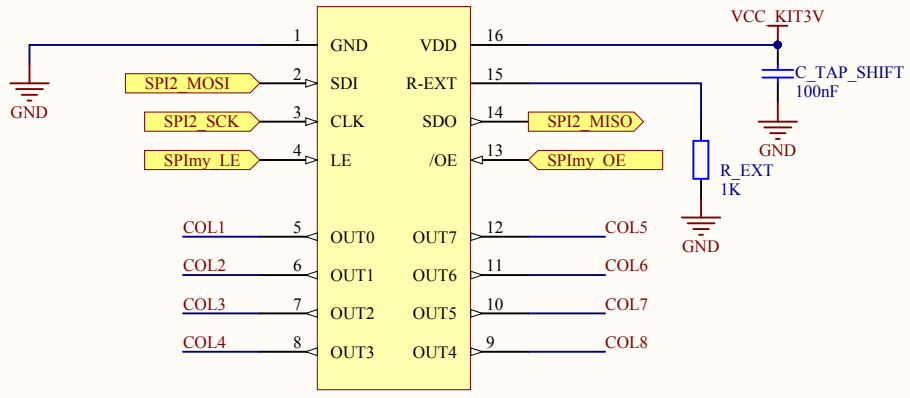 VCC_KIT3V
1 GND VDD 16
SPI2_MOSI 2 SDI R-EXT 15
C_TAP_SHIFT
100nF
GND
SPI2_SCK 3 CLK SDO 14 SPI2_MISO
GND
SPImy_LE 4 LE /OE 13 SPImy_OE
R_EXT
1K
GND
COL1 5 OUT0 OUT7 12 COL5
COL2 6 OUT1 OUT6 11 COL6
COL3 7 OUT2 OUT5 10 COL7
COL4 8 OUT3 OUT4 9 COL8